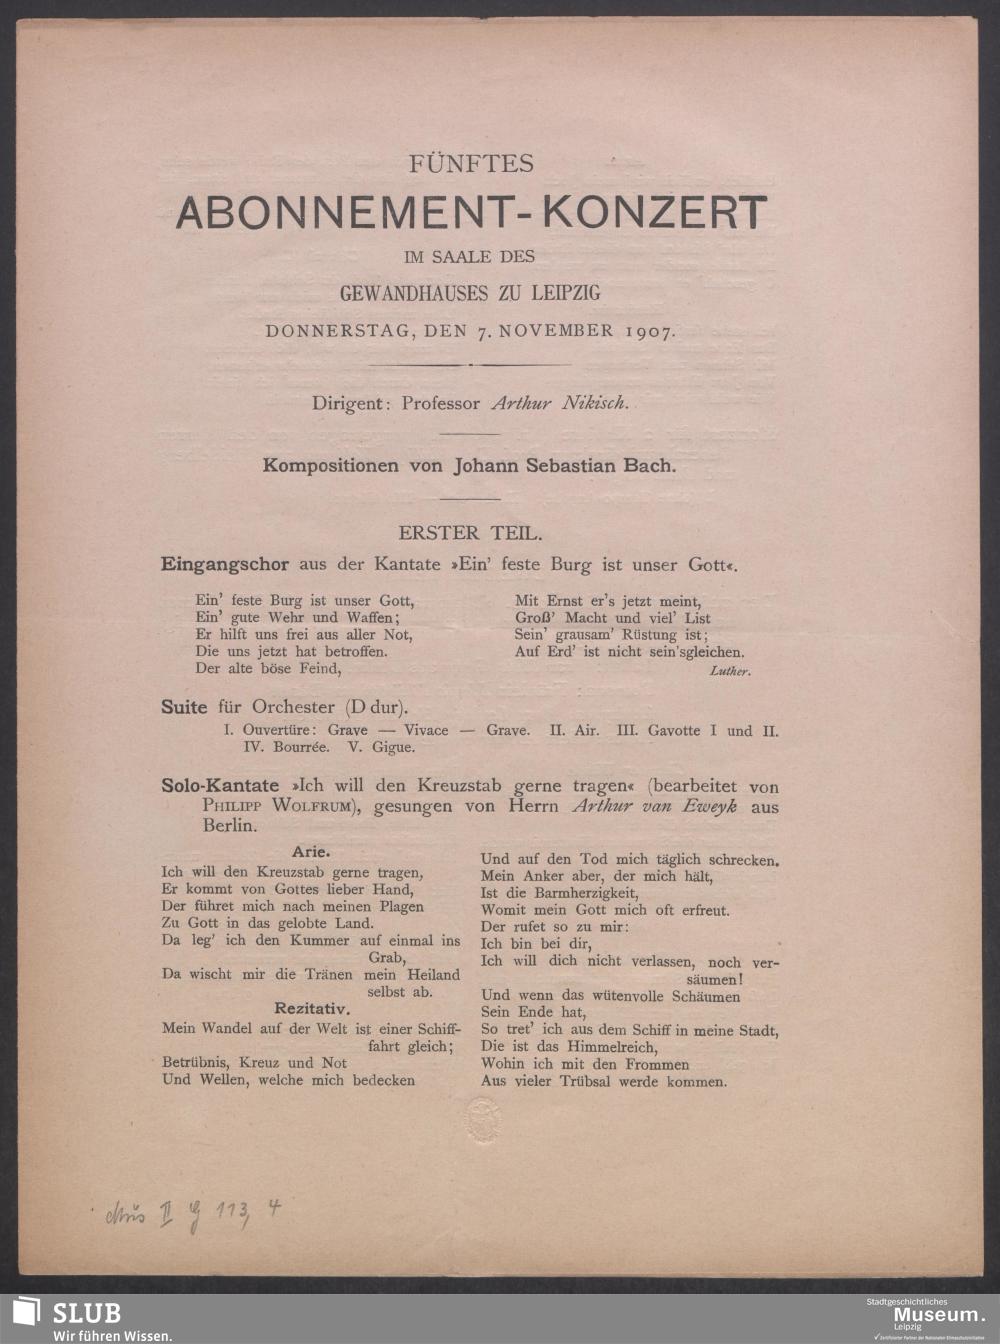 FÜNFTES
ABONNEMENT-KONZERT
IM SAALE DES
GEWANDHAUSES ZU LEIPZIG
DONNERSTAG, DEN 7. NOVEMBER 1907.
Dirigent: Professor Arthur Nikisch.
Kompositionen von Johann Sebastian Bach.
ERSTER TEIL.
Eingangschor aus der Kantate »Ein' feste Burg ist unser Gott«.
Ein' feste Burg ist unser Gott,
Ein' gute Wehr und Waffen;
Er hilft uns frei aus aller Not,
Die uns jetzt hat betroffen.
Der alte böse Feind,
Mit Ernst er's jetzt meint,
Groß' Macht und viel' List
Sein' grausam' Rüstung ist;
Auf Erd' ist nicht sein'sgleichen.
Luther.
Suite für Orchester (D dur).
I. Ouvertüre: Grave — Vivace — Grave. II. Air. III. Gavotte I und II.
IV. Bourrée. V. Gigue.
Solo-Kantate »Ich will den Kreuzstab gerne tragen« (bearbeitet von
PHILIPP WOLFRUM), gesungen von Herrn Arthur van Eweyk aus
Berlin.
Arie.
Ich will den Kreuzstab gerne tragen,
Er kommt von Gottes lieber Hand,
Der führet mich nach meinen Plagen
Zu Gott in das gelobte Land.
Da leg' ich den Kummer auf einmal ins
Grab,
Da wischt mir die Tränen mein Heiland
selbst ab.
Rezitativ.
Mein Wandel auf der Welt ist einer Schiff-
fahrt gleich;
Betrübnis, Kreuz und Not
Und Wellen, welche mich bedecken
Und auf den Tod mich täglich schrecken.
Mein Anker aber, der mich hält,
Ist die Barmherzigkeit,
Womit mein Gott mich oft erfreut.
Der rufet so zu mir:
Ich bin bei dir,
Ich will dich nicht verlassen, noch ver-
säumen!
Und wenn das wütenvolle Schäumen
Sein Ende hat,
So tret' ich aus dem Schiff in meine Stadt,
Die ist das Himmelreich,
Wohin ich mit den Frommen
Aus vieler Trübsal werde kommen.
Mus II G 113, 4
SLUB
Wir führen Wissen.
Stadtgeschichtliches
Museum.
Leipzig
Zertifizierter Partner der Nationalen Klimaschutzinitiative